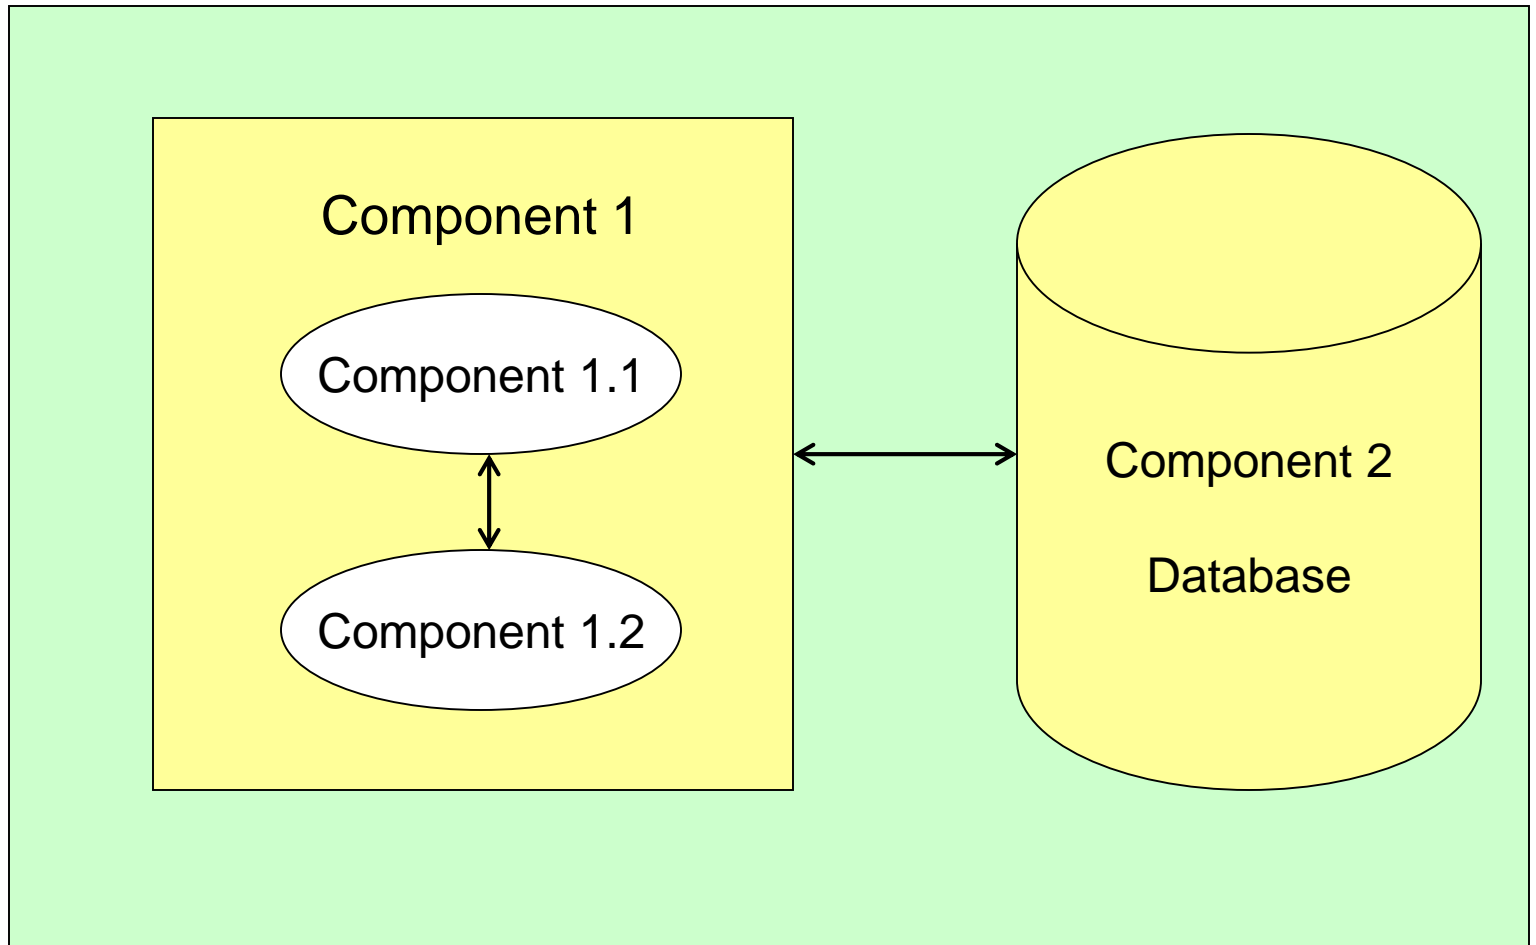 Component 1
Component 1.1
Component 1.2
Component 2
Database